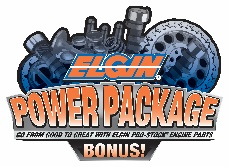 ELGIN®
POWER PACKAGE
GO FROM GOOD TO GREAT WITH ELGIN PRO-STOCK® ENGINE PARTS
BONUS!